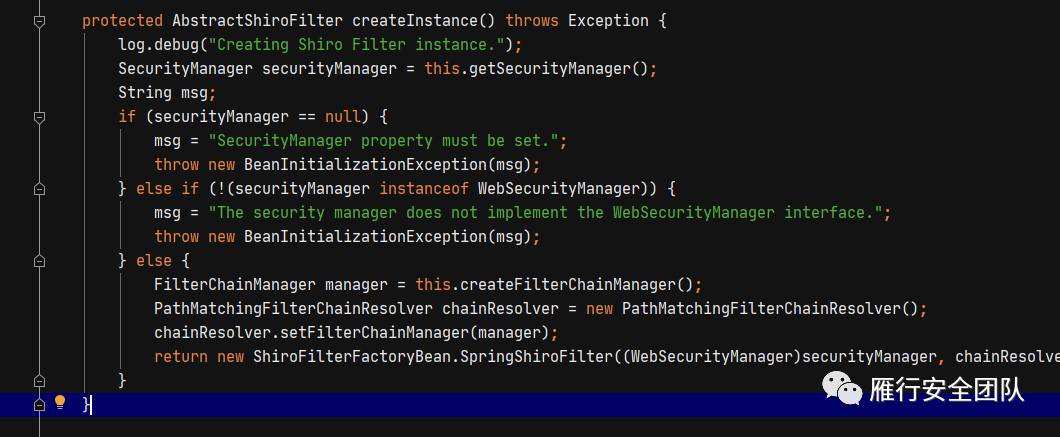 protected AbstractShiroFilter createInstance() throws Exception {
log.debug("Creating Shiro Filter instance.");
SecurityManager securityManager = this.getSecurityManager();
String msg;
if (securityManager == null) {
msg = "SecurityManager property must be set.";
throw new BeanInitializationException(msg);
} else if (!(securityManager instanceof WebSecurityManager)) {
msg = "The security manager does not implement the WebSecurityManager interface.";
throw new BeanInitializationException(msg);
} else {
FilterChainManager manager = this.createFilterChainManager();
PathMatchingFilterChainResolver chainResolver = new PathMatchingFilterChainResolver();
chainResolver.setFilterChainManager(manager);
return new ShiroFilterFactoryBean.SpringShiroFilter((WebSecurityManager)securityManager, chainResolve
}
}
雁行安全团队